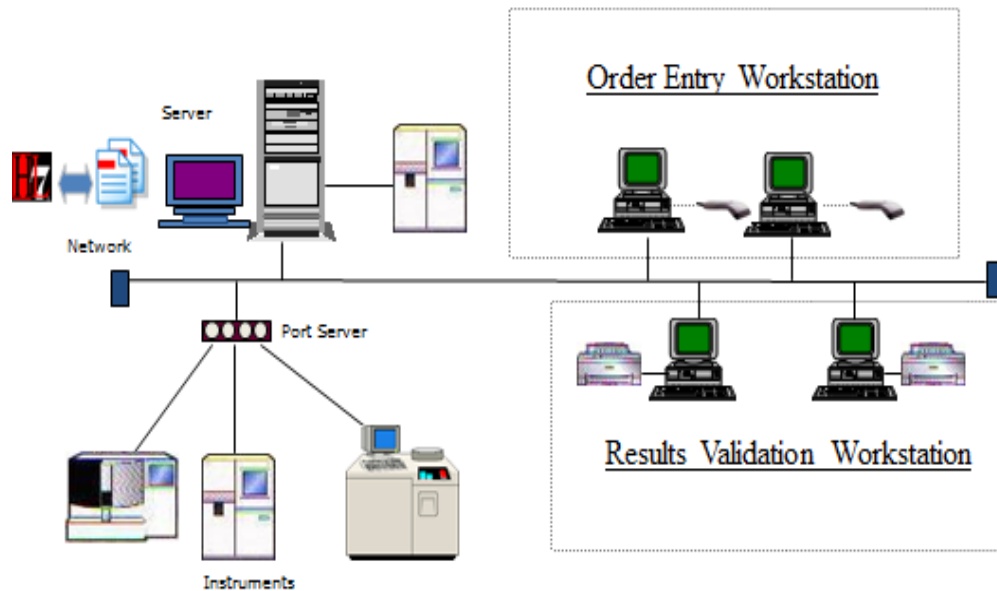 Order Entry Workstation
Server
H7
Network
Port Server
Results Validation Workstation
Instruments